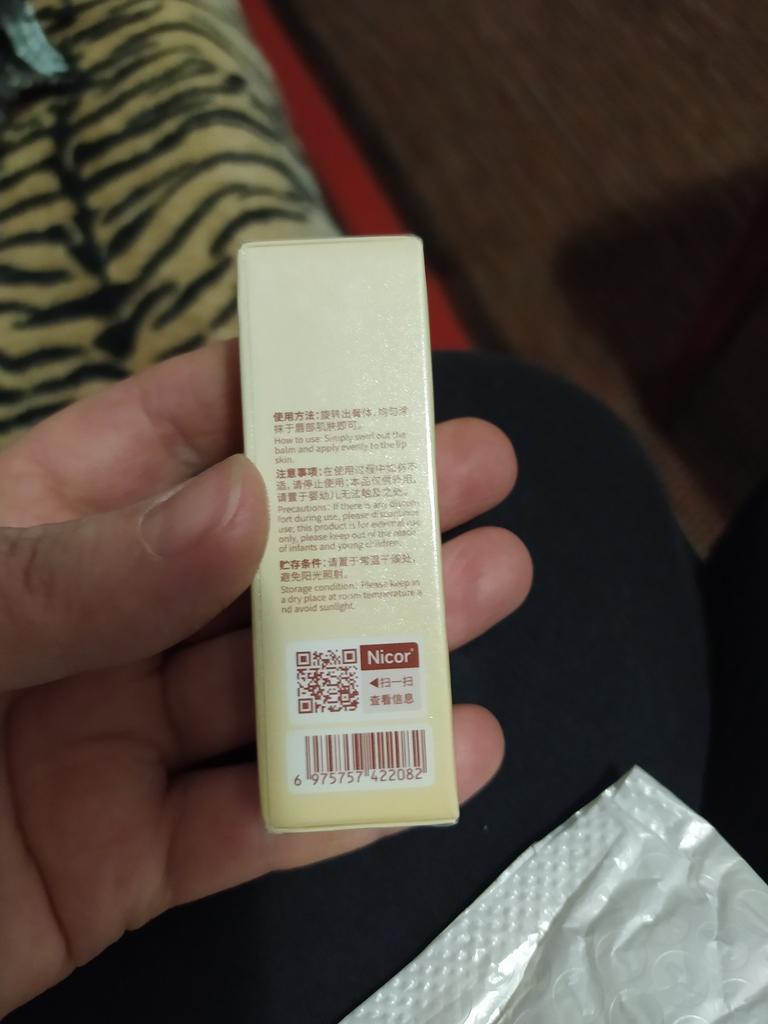 使用方法：旋转出膏体，均匀涂
抹于唇部肌肤即可。
How to use: Simply swirl out the
balm and apply evenly to the lip
skin.
注意事项：在使用过程中如有不
适，请停止使用；本品仅供外用，
请置于婴幼儿无法触及之处。
Precautions: If there is any discom
fort during use, please discontinue
use; this product is for external use
only, please keep out of the reach
of infants and young children.
贮存条件：请置于常温干燥处，
避免阳光照射。
Storage condition: Please keep in
a dry place at room temperature a
nd avoid sunlight.
Nicor
◀扫一扫
查看信息
6 975757 422082